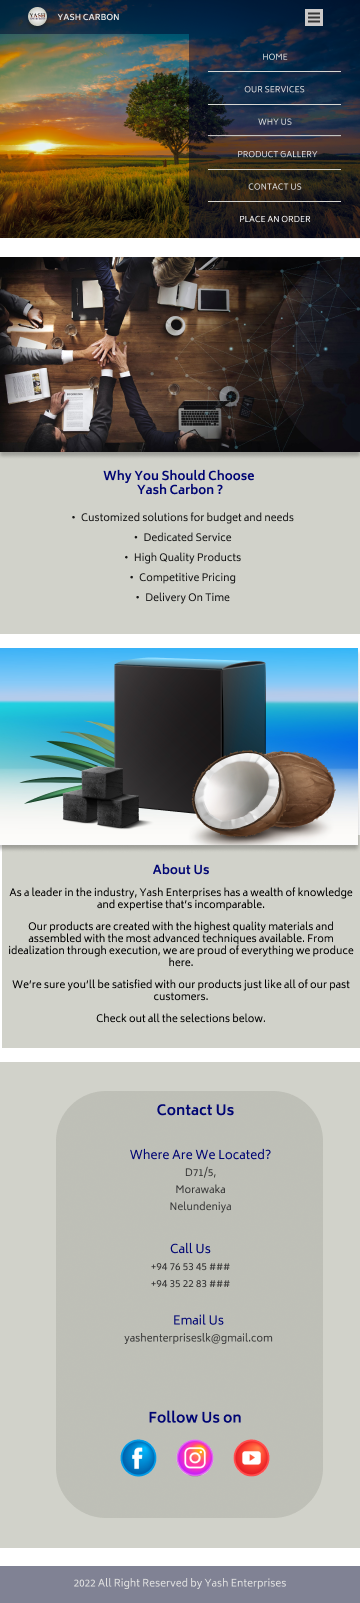 YASH
YASH CARBON
HOME
OUR SERVICES
WHY US
PRODUCT GALLERY
CONTACT US
PLACE AN ORDER
Why You Should Choose
Yash Carbon ?
• Customized solutions for budget and needs
• Dedicated Service
• High Quality Products
• Competitive Pricing
• Delivery On Time
About Us
As a leader in the industry, Yash Enterprises has a wealth of knowledge
and expertise that's incomparable.
Our products are created with the highest quality materials and
assembled with the most advanced techniques available. From
idealization through execution, we are proud of everything we produce
here.
We're sure you'll be satisfied with our products just like all of our past
customers.
Check out all the selections below.
Contact Us
Where Are We Located?
D71/5,
Morawaka
Nelundeniya
Call Us
+94 76 53 45 ###
+94 35 22 83 ###
Email Us
yashenterpriseslk@gmail.com
Follow Us on
2022 All Right Reserved by Yash Enterprises